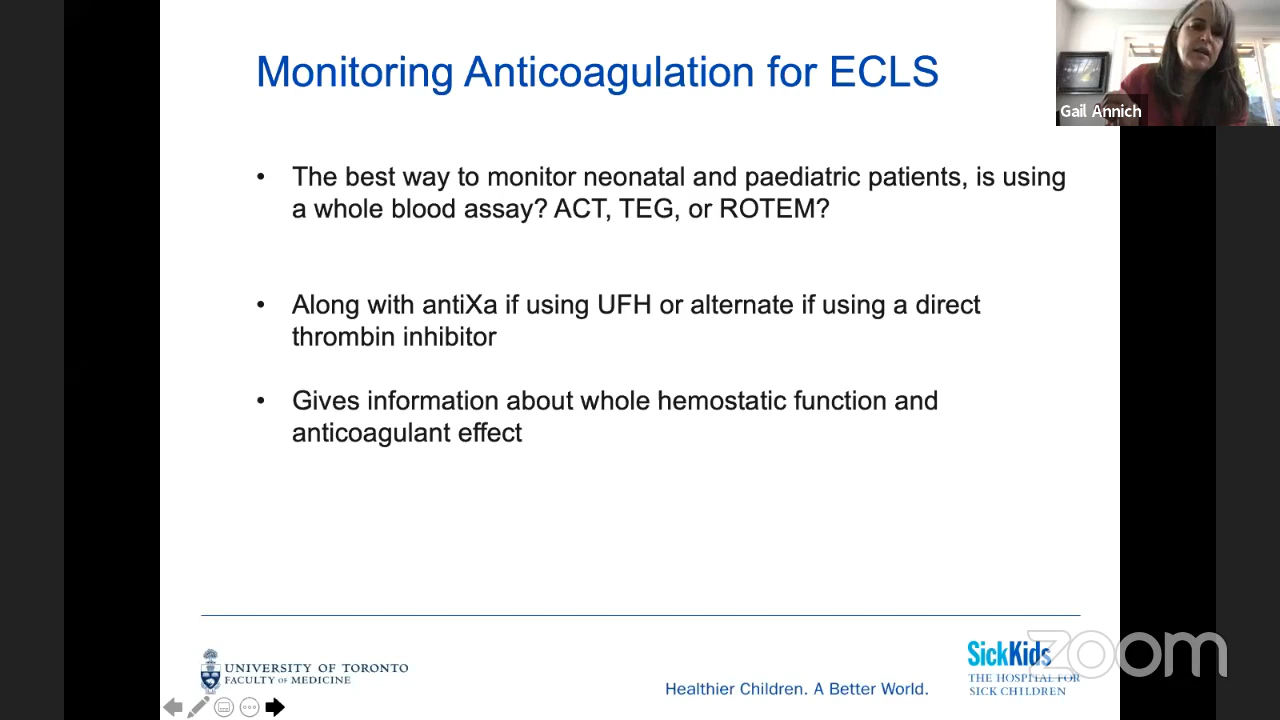 Monitoring Anticoagulation for ECLS
Gail Annich
• The best way to monitor neonatal and paediatric patients, is using
a whole blood assay? ACT, TEG, or ROTEM?
• Along with antiXa if using UFH or alternate if using a direct
thrombin inhibitor
• Gives information about whole hemostatic function and
anticoagulant effect
UNIVERSITY OF TORONTO
FACULTY OF MEDICINE
Healthier Children. A Better World.
SickKids
THE HOSPITAL FOR
SICK CHILDREN
zoom